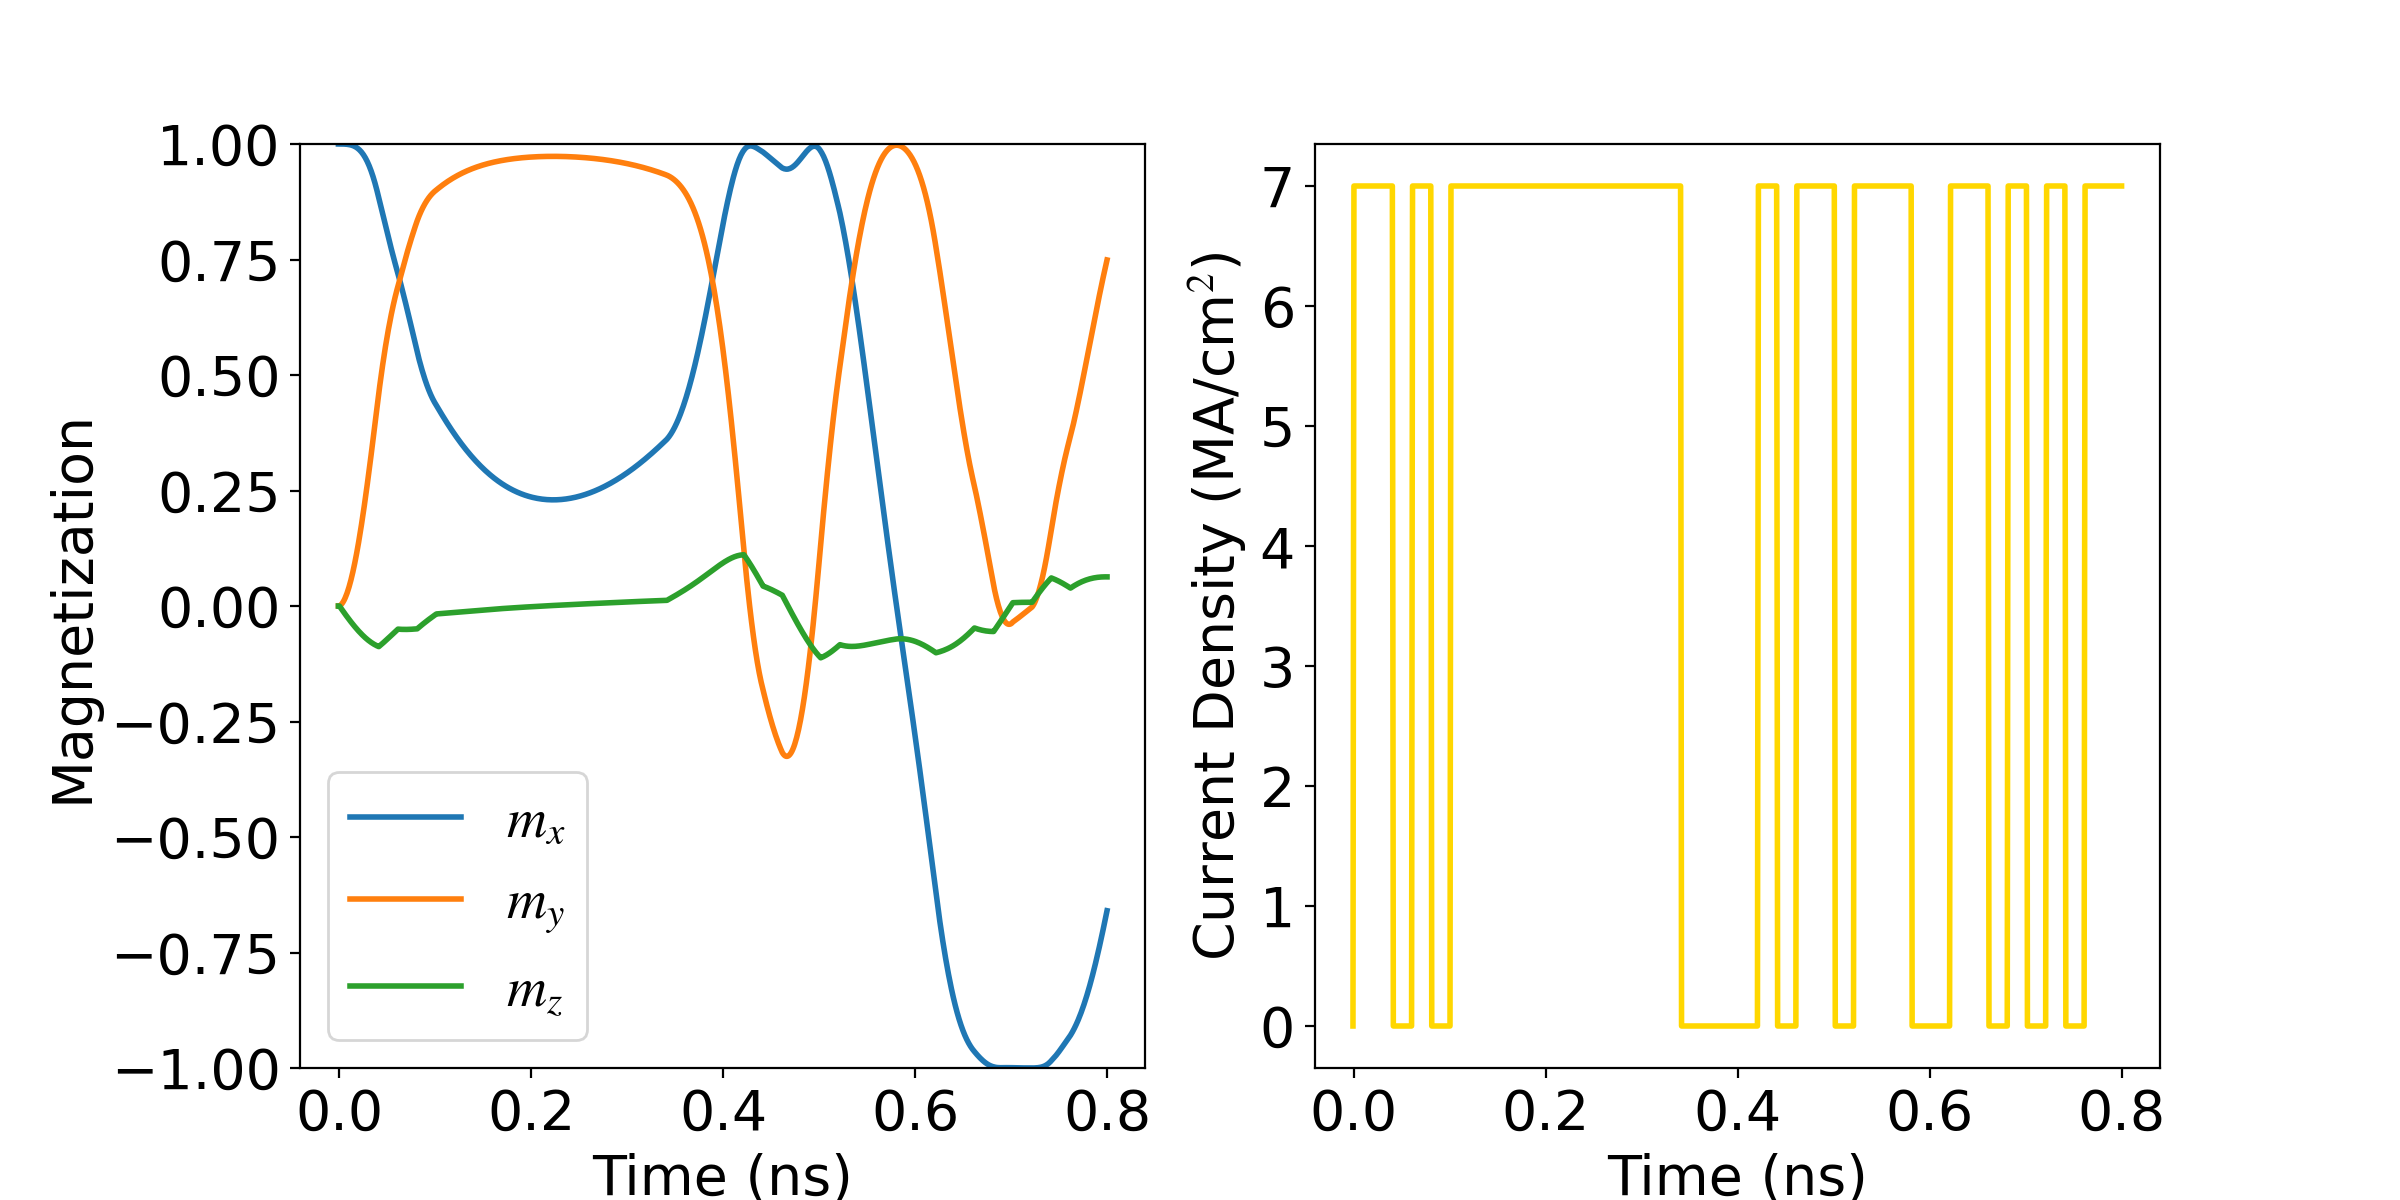 1.00
0.75
0.50
0.25
0.00
−0.25
−0.50
−0.75
−1.00
0.0 0.2 0.4 0.6 0.8
Time (ns)
Magnetization
m_x
m_y
m_z
7
6
5
4
3
2
1
0
0.0 0.2 0.4 0.6 0.8
Time (ns)
Current Density (MA/cm²)